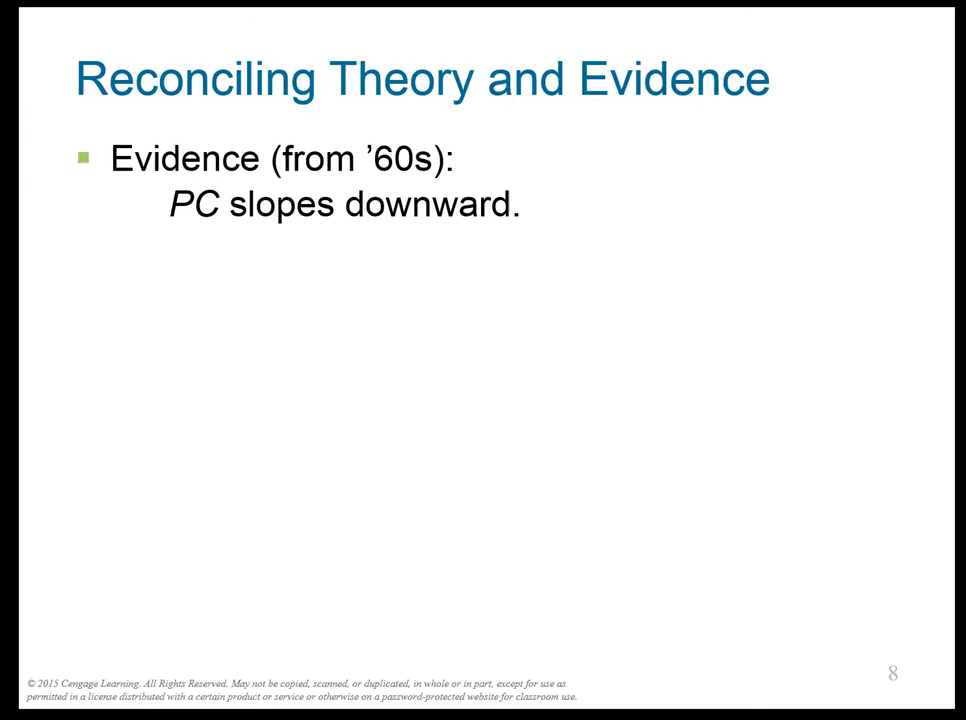 Reconciling Theory and Evidence
Evidence (from ’60s):
PC slopes downward.
© 2015 Cengage Learning. All Rights Reserved. May not be copied, scanned, or duplicated, in whole or in part, except for use as
permitted in a license distributed with a certain product or service or otherwise on a password-protected website for classroom use.
8